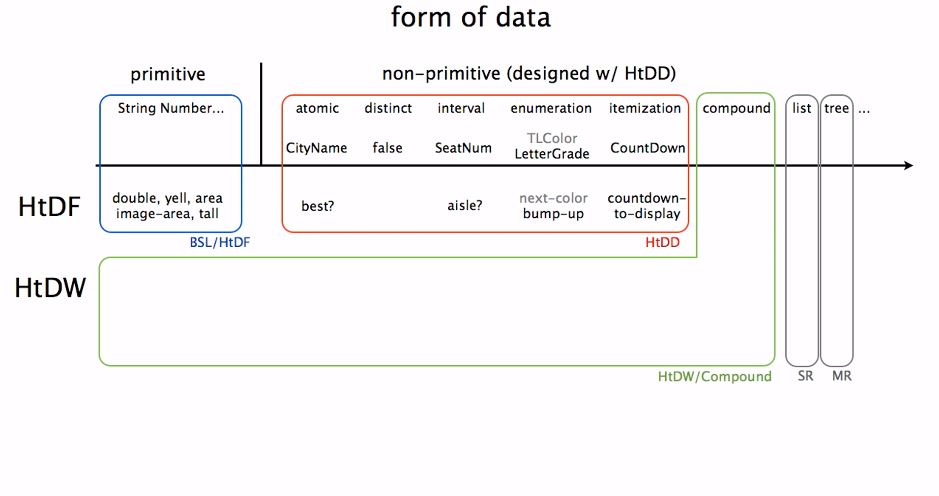 form of data
primitive
non-primitive (designed w/ HtDD)
String Number...
atomic distinct interval enumeration itemization compound list tree ...
TLColor
CityName false SeatNum LetterGrade CountDown
HtDF
double, yell, area
image-area, tall
best?
aisle?
next-color
bump-up
countdown-
to-display
BSL/HtDF
HtDD
HtDW
HtDW/Compound
SR
MR